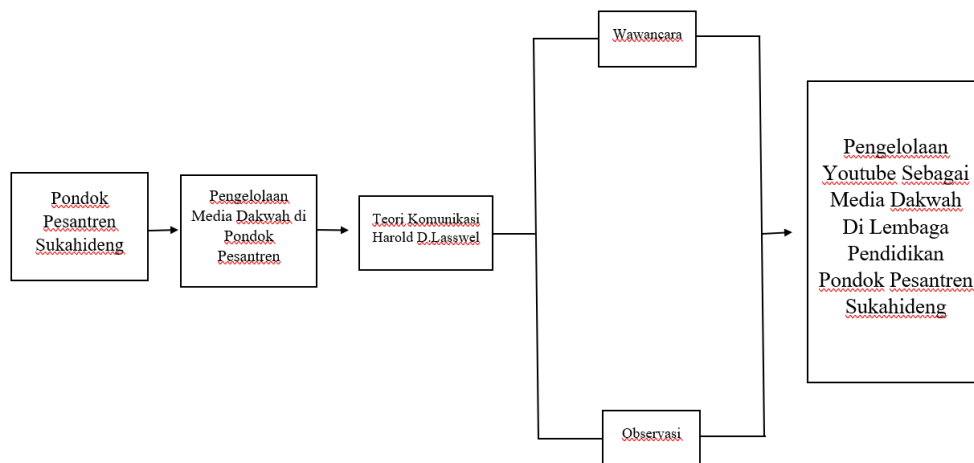 Pondok
Pesantren
Sukahideng
Pengelolaan
Media Dakwah di
Pondok
Pesantren
Teori Komunikasi
Harold D.Lasswel
Wawancara
Observasi
Pengelolaan
Youtube Sebagai
Media Dakwah
Di Lembaga
Pendidikan
Pondok Pesantren
Sukahideng